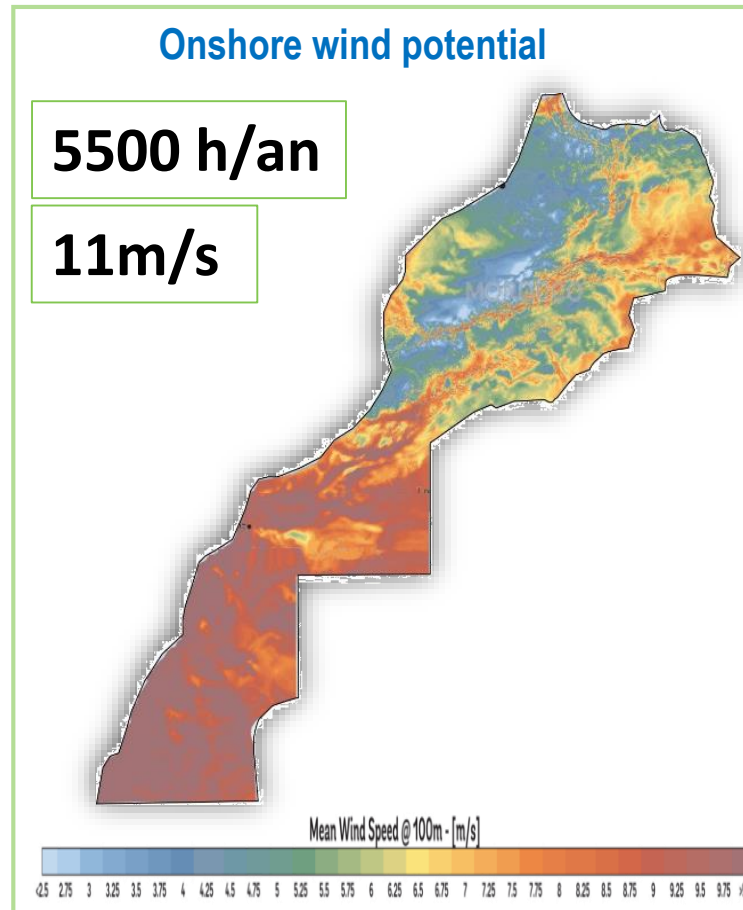 Onshore wind potential
5500 h/an
11m/s
Mean Wind Speed @ 100m - [m/s]
<2.5 2.75 3 3.25 3.5 3.75 4 4.25 4.5 4.75 5 5.25 5.5 5.75 6 6.25 6.5 6.75 7 7.25 7.5 7.75 8 8.25 8.5 8.75 9 9.25 9.5 9.75